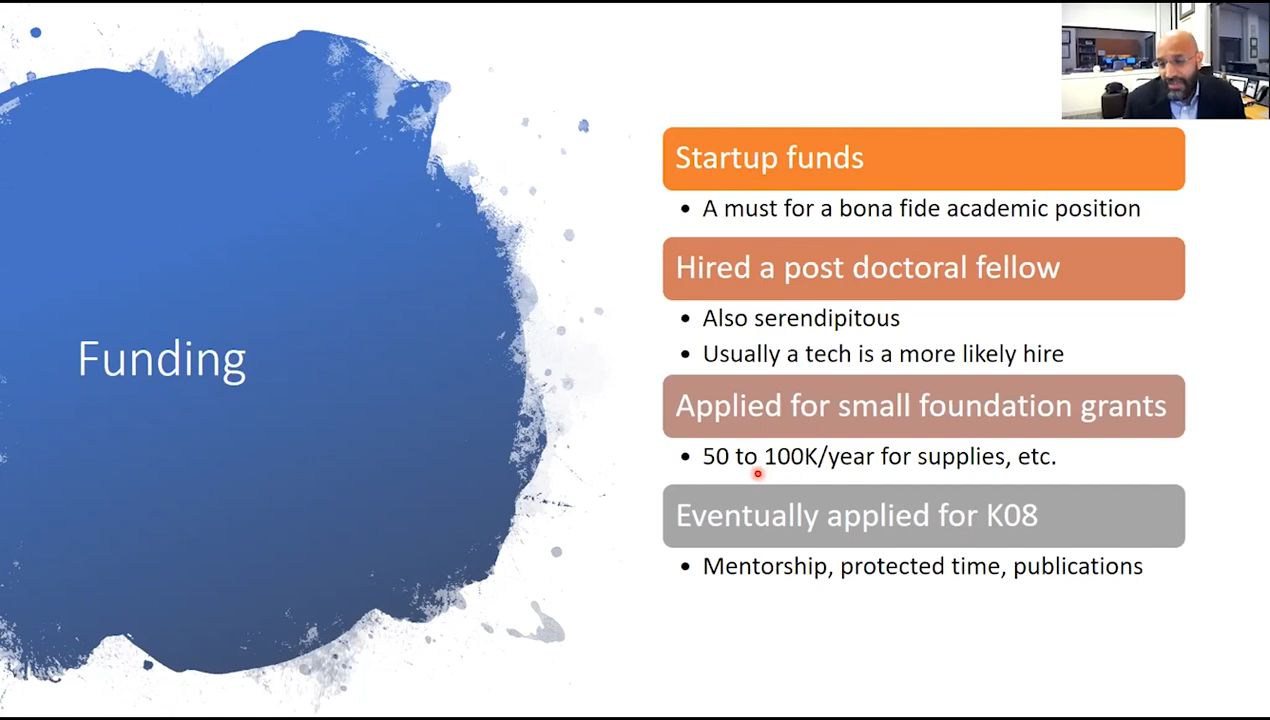 Funding
Startup funds
• A must for a bona fide academic position
Hired a post doctoral fellow
• Also serendipitous
• Usually a tech is a more likely hire
Applied for small foundation grants
• 50 to 100K/year for supplies, etc.
Eventually applied for K08
• Mentorship, protected time, publications